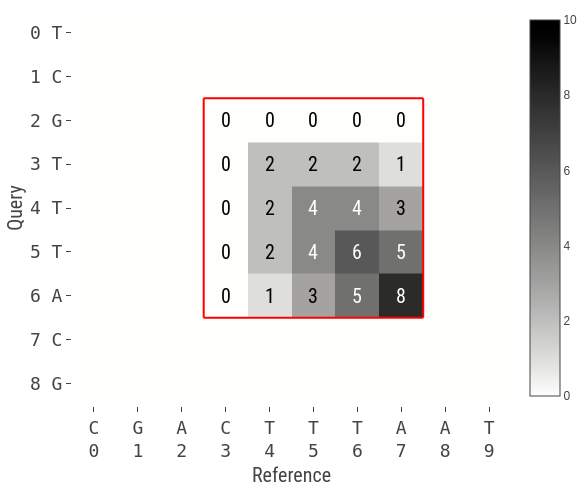 0 T
1 C
2 G 0 0 0 0 0
3 T 0 2 2 2 1
4 T 0 2 4 4 3
5 T 0 2 4 6 5
6 A 0 1 3 5 8
7 C
8 G
Query
C G A C T T T A A T
0 1 2 3 4 5 6 7 8 9
Reference
10
8
6
4
2
0